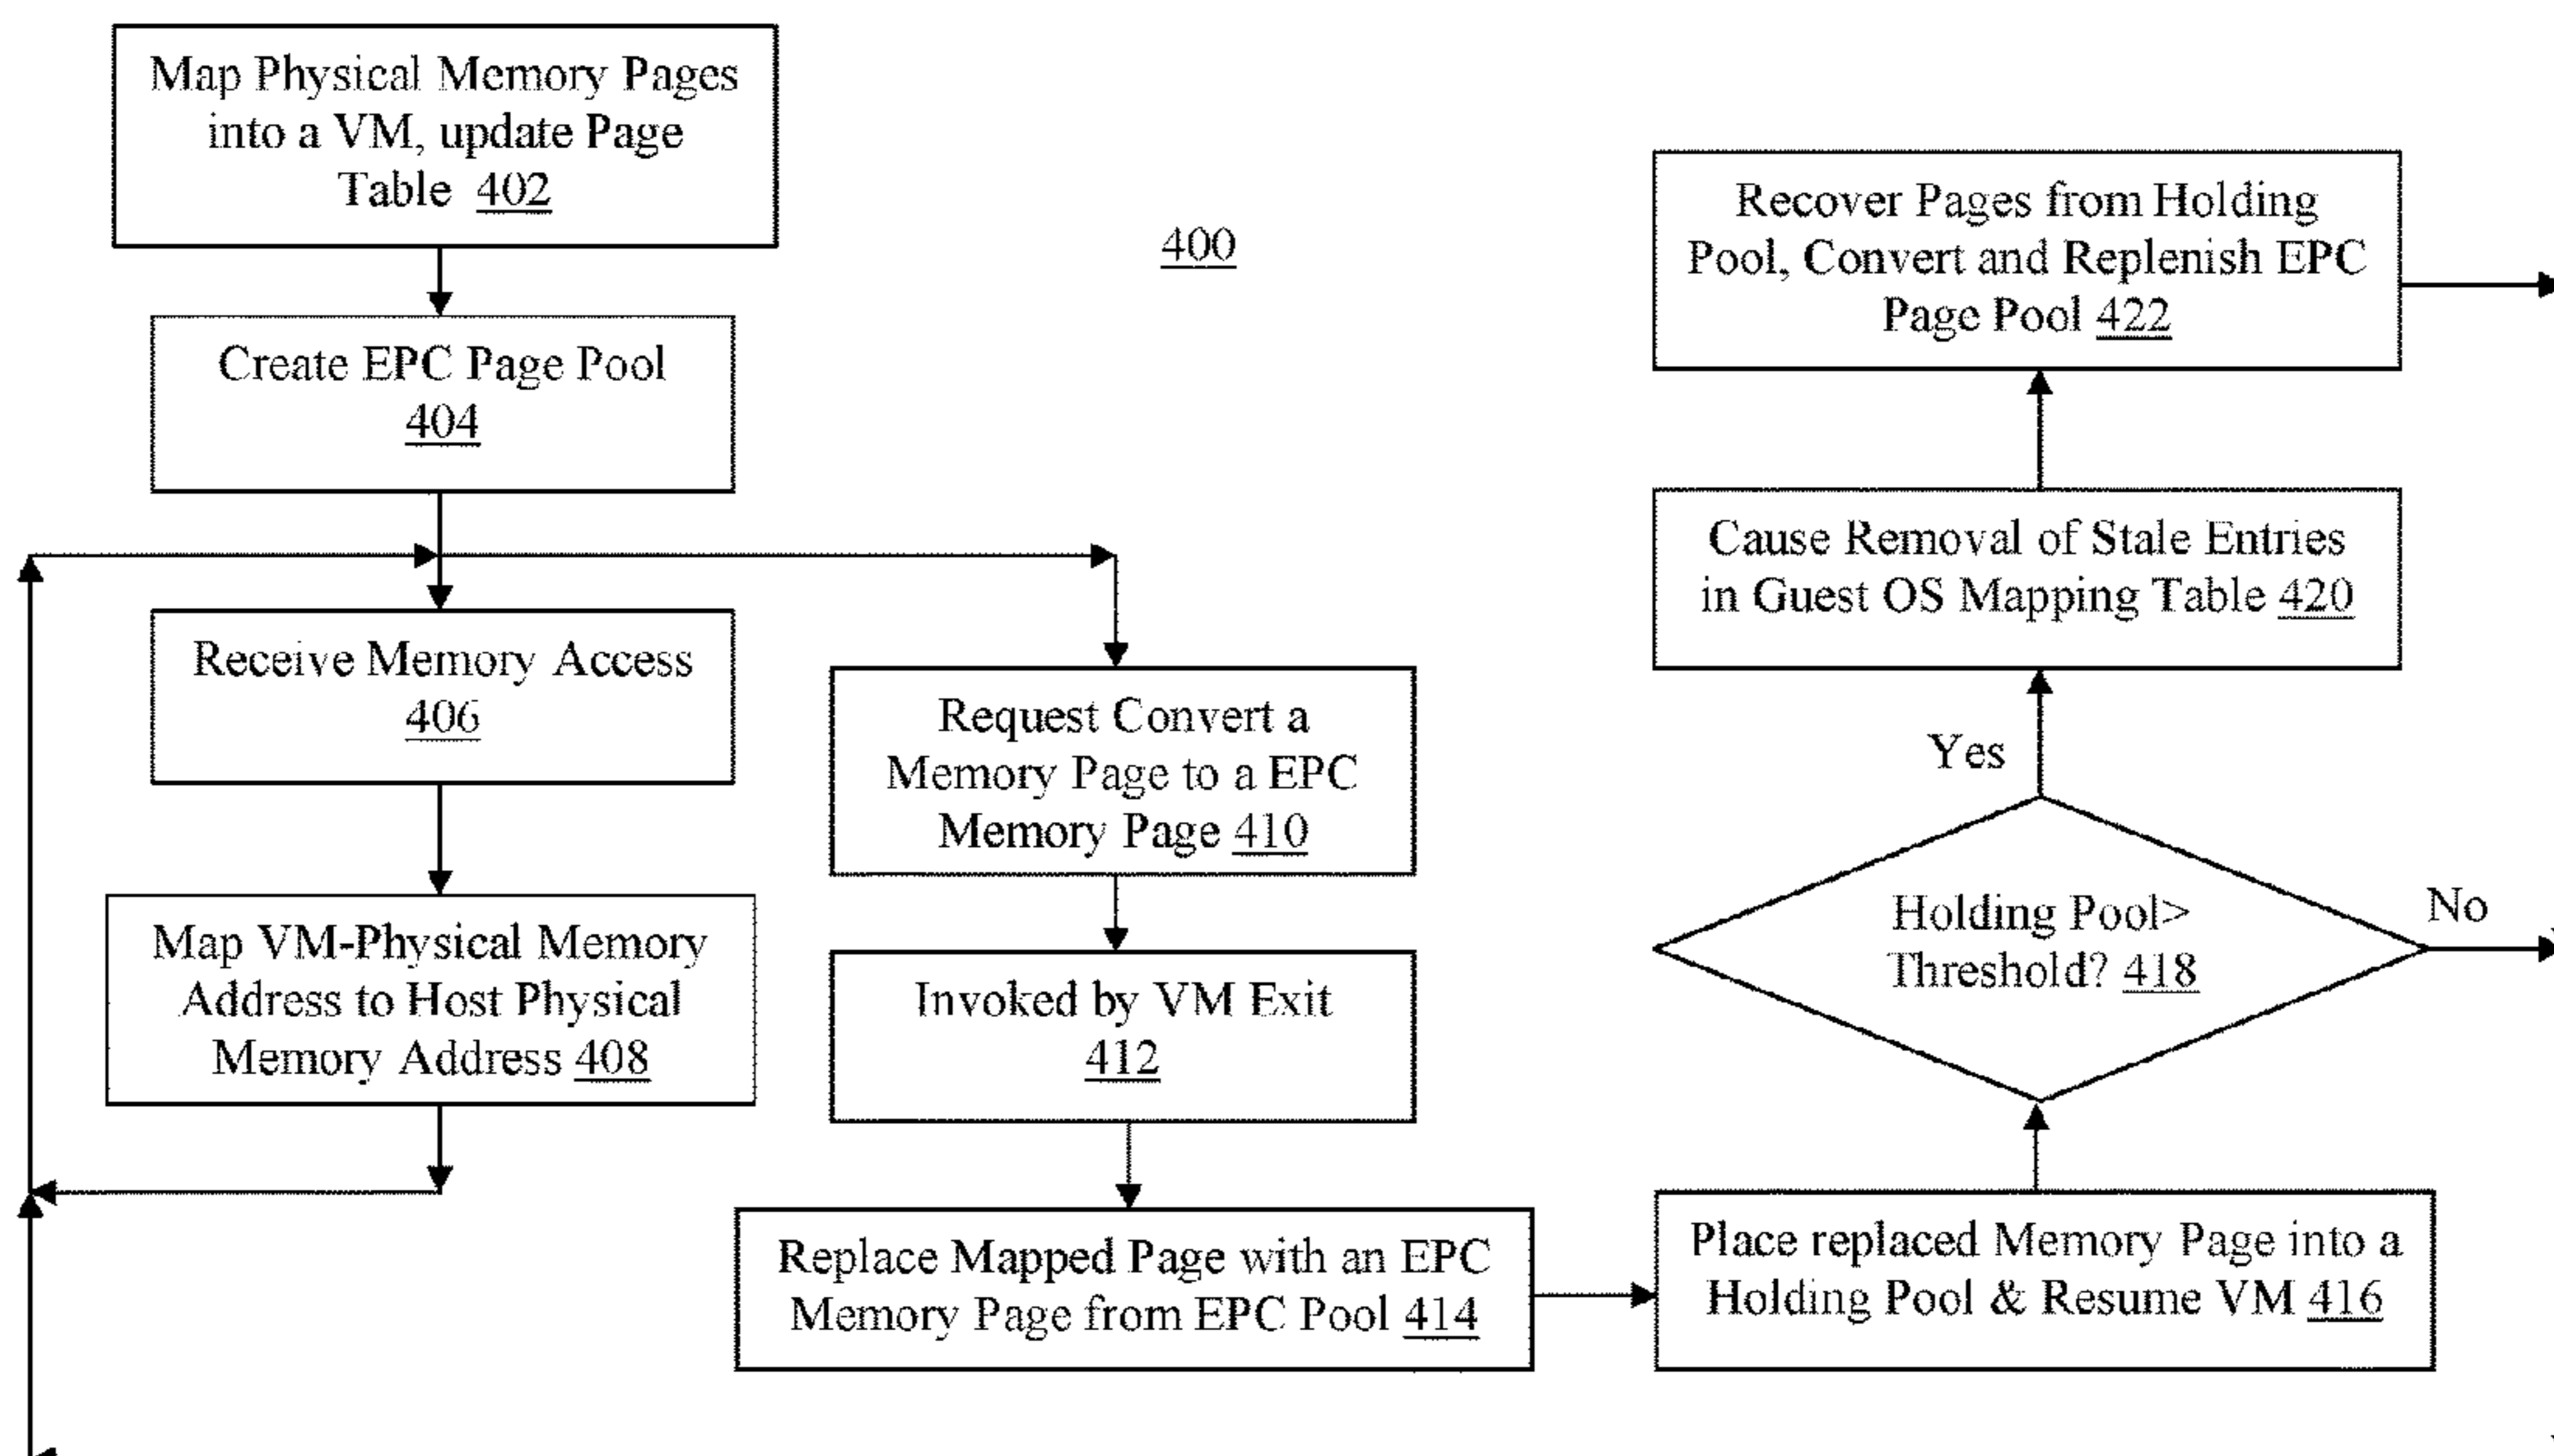 Map Physical Memory Pages
into a VM, update Page
Table 402
Create EPC Page Pool
404
400
Receive Memory Access
406
Map VM-Physical Memory
Address to Host Physical
Memory Address 408
Request Convert a
Memory Page to a EPC
Memory Page 410
Invoked by VM Exit
412
Replace Mapped Page with an EPC
Memory Page from EPC Pool 414
Place replaced Memory Page into a
Holding Pool & Resume VM 416
Holding Pool>
Threshold? 418
Yes
No
Cause Removal of Stale Entries
in Guest OS Mapping Table 420
Recover Pages from Holding
Pool, Convert and Replenish EPC
Page Pool 422